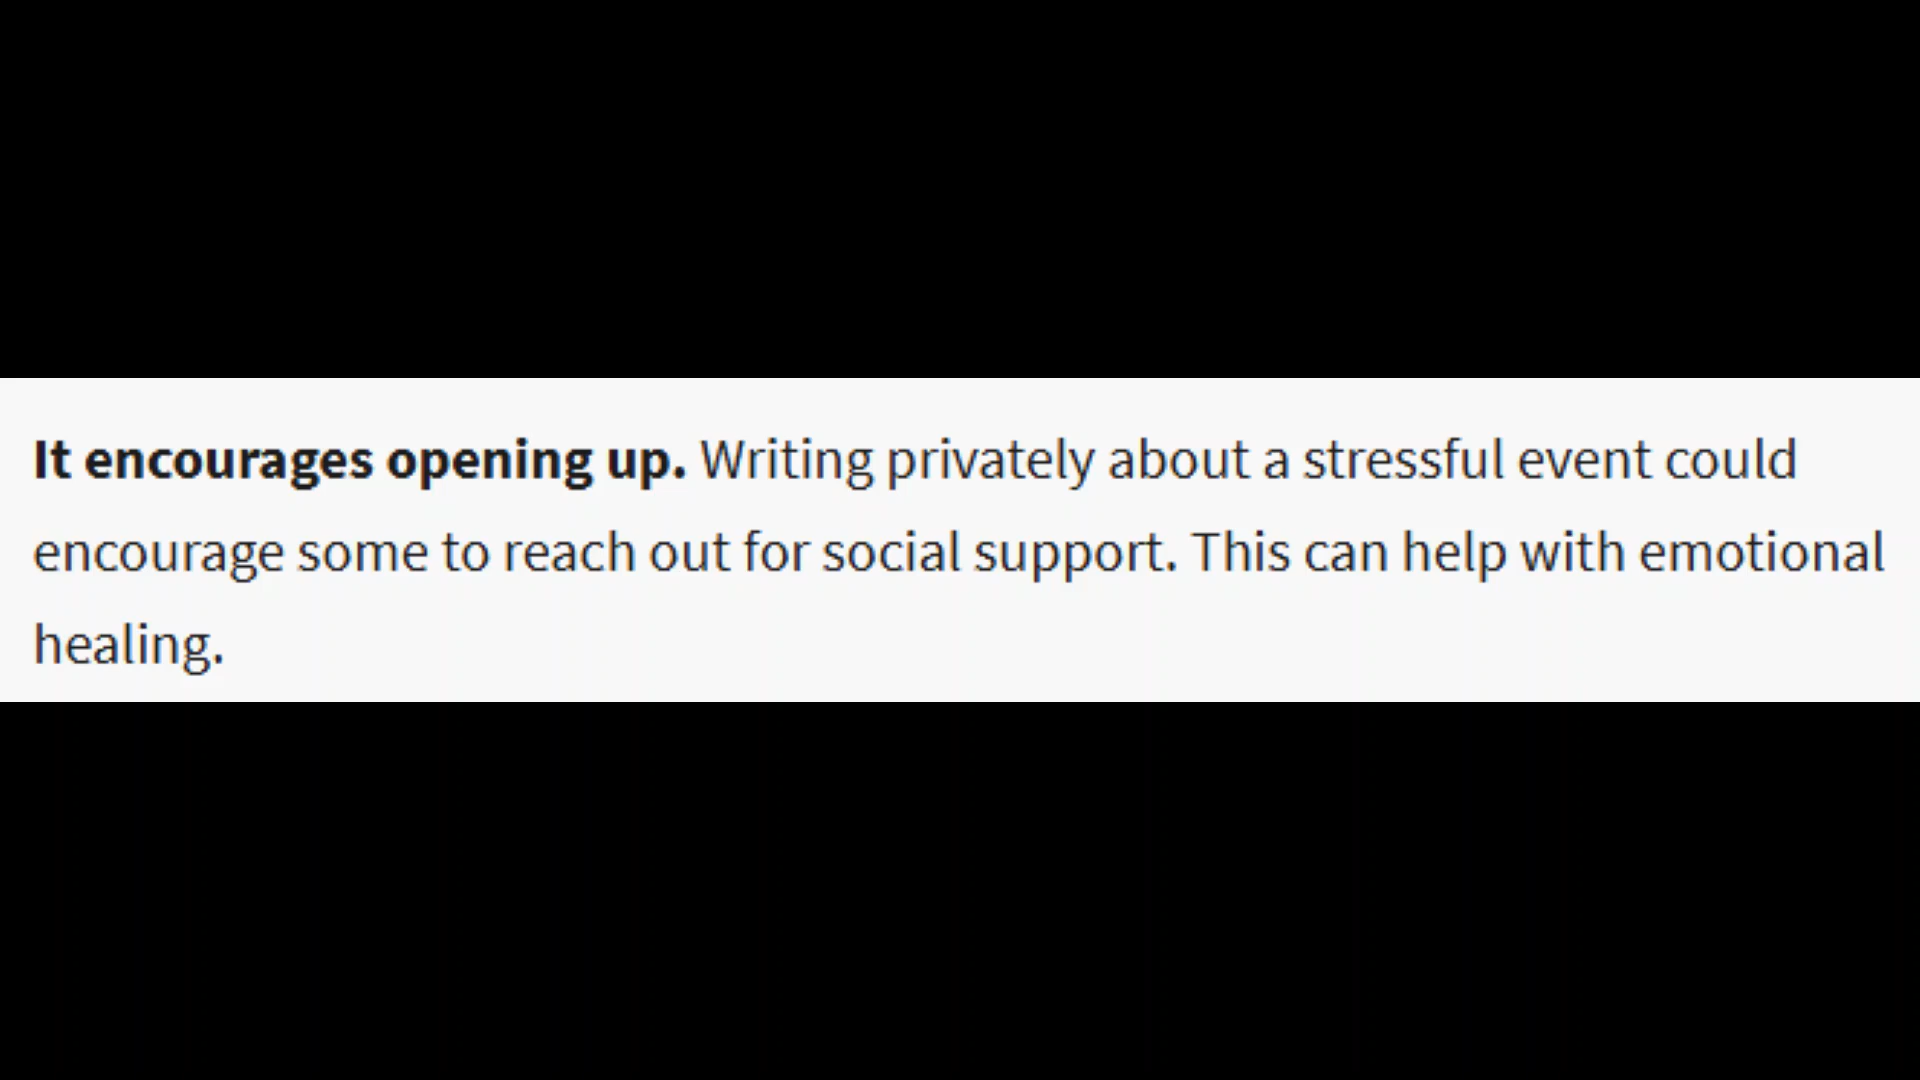 It encourages opening up. Writing privately about a stressful event could
encourage some to reach out for social support. This can help with emotional
healing.